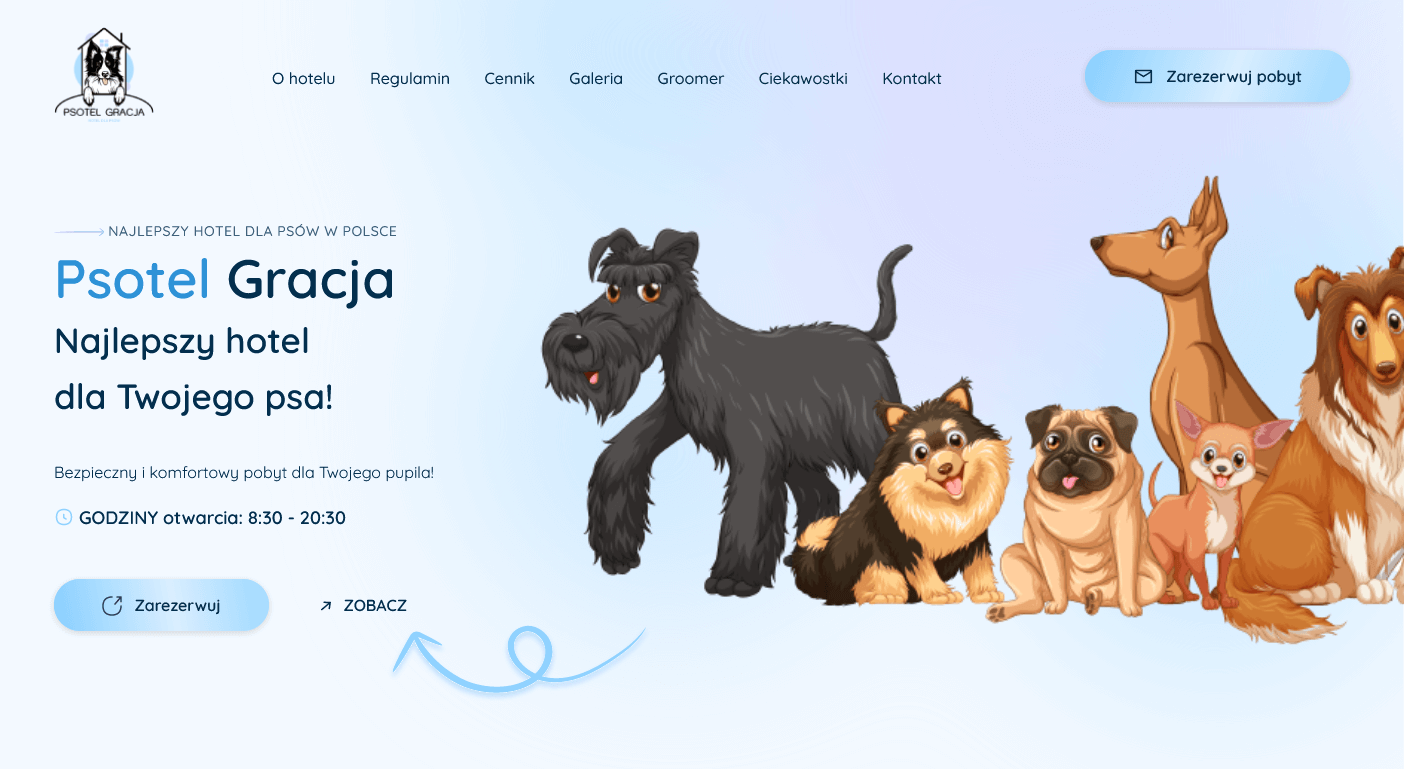 PSOTEL GRACJA
O hotelu Regulamin Cennik Galeria Groomer Ciekawostki Kontakt
Zarezerwuj pobyt
NAJLEPSZY HOTEL DLA PSÓW W POLSCE
Psotel Gracja
Najlepszy hotel
dla Twojego psa!
Bezpieczny i komfortowy pobyt dla Twojego pupila!
GODZINY otwarcia: 8:30 - 20:30
Zarezerwuj
ZOBACZ